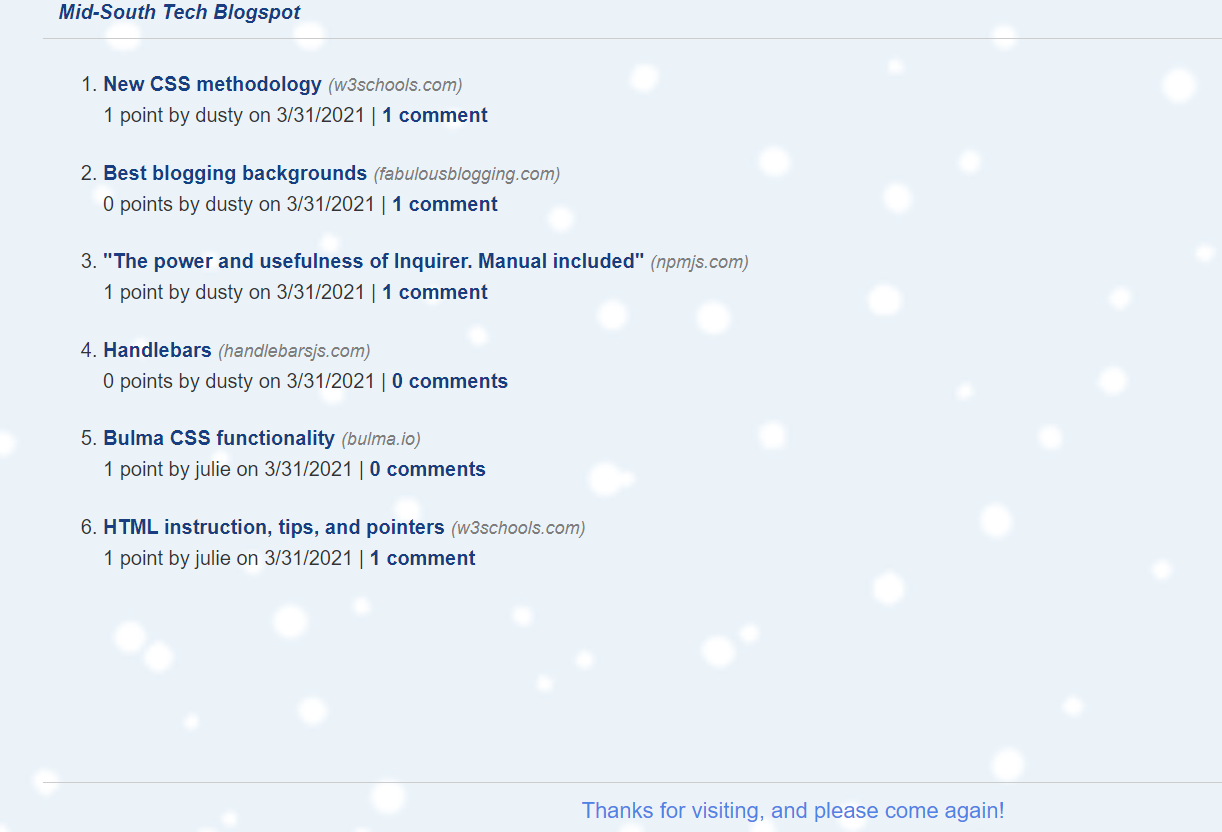 Mid-South Tech Blogspot
1. New CSS methodology (w3schools.com)
1 point by dusty on 3/31/2021 | 1 comment
2. Best blogging backgrounds (fabulousblogging.com)
0 points by dusty on 3/31/2021 | 1 comment
3. "The power and usefulness of Inquirer. Manual included" (npmjs.com)
1 point by dusty on 3/31/2021 | 1 comment
4. Handlebars (handlebarsjs.com)
0 points by dusty on 3/31/2021 | 0 comments
5. Bulma CSS functionality (bulma.io)
1 point by julie on 3/31/2021 | 0 comments
6. HTML instruction, tips, and pointers (w3schools.com)
1 point by julie on 3/31/2021 | 1 comment
Thanks for visiting, and please come again!